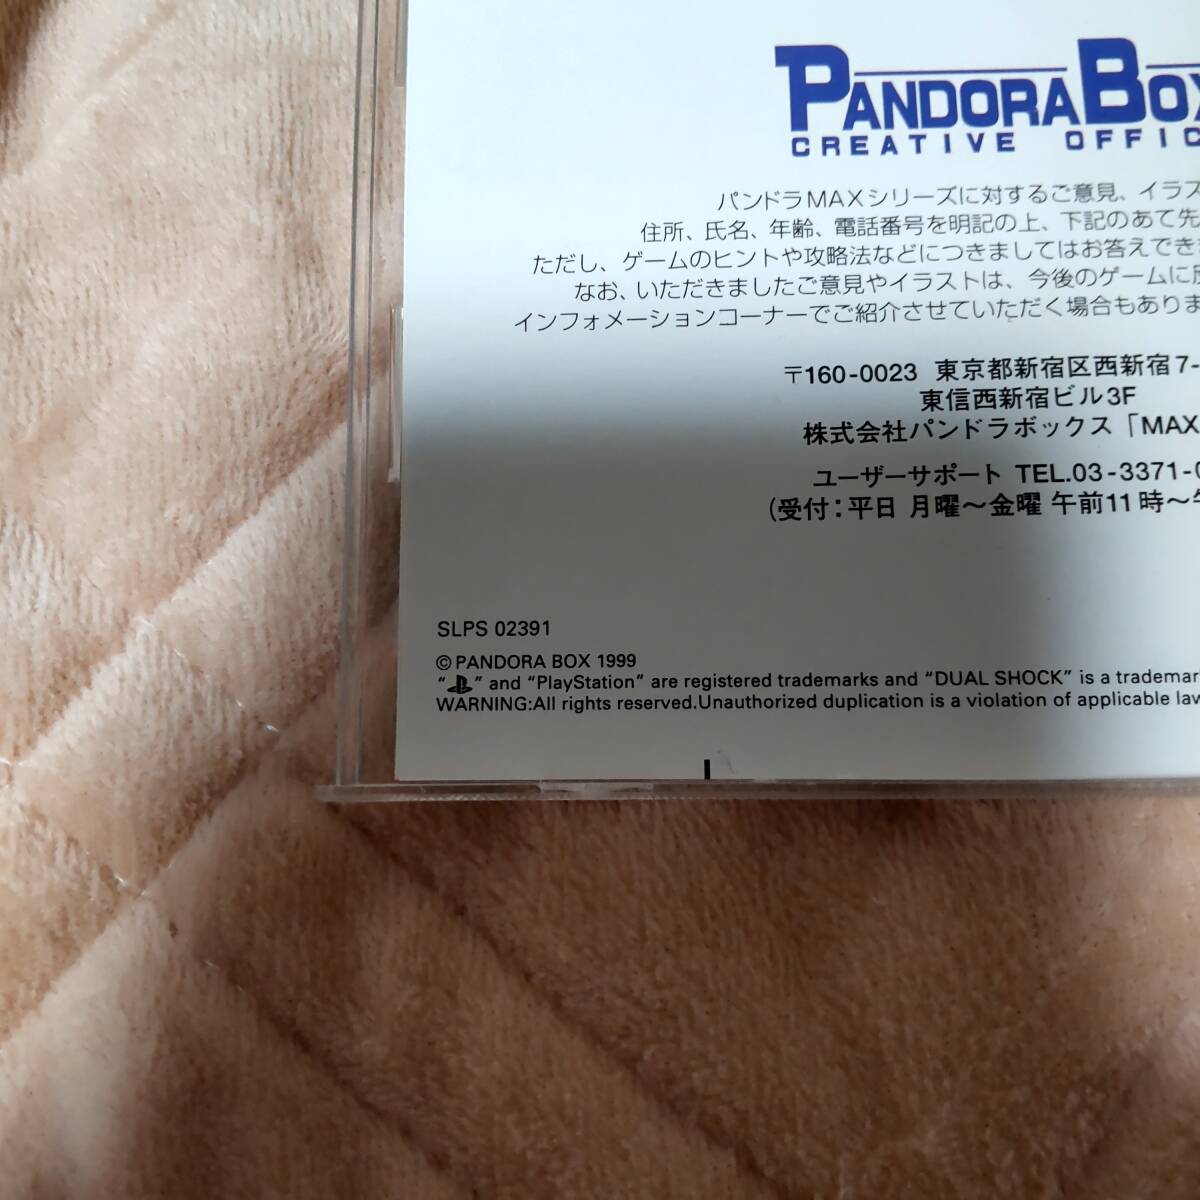 PANDORA BOX
CREATIVE OFFIC
パンドラMAXシリーズに対するご意見、イラス
住所、氏名、年齢、電話番号を明記の上、下記のあて先
ただし、ゲームのヒントや攻略法などにつきましてはお答えでき
なお、いただきましたご意見やイラストは、今後のゲームに
インフォメーションコーナーでご紹介させていただく場合もありま
〒160-0023 東京都新宿区西新宿7-
東信西新宿ビル3F
株式会社パンドラボックス「MAX
ユーザーサポート TEL.03-3371-0
(受付:平日 月曜～金曜 午前11時～
SLPS 02391
©PANDORA BOX 1999
“ ” and “PlayStation” are registered trademarks and “DUAL SHOCK” is a trademar
WARNING:All rights reserved.Unauthorized duplication is a violation of applicable law